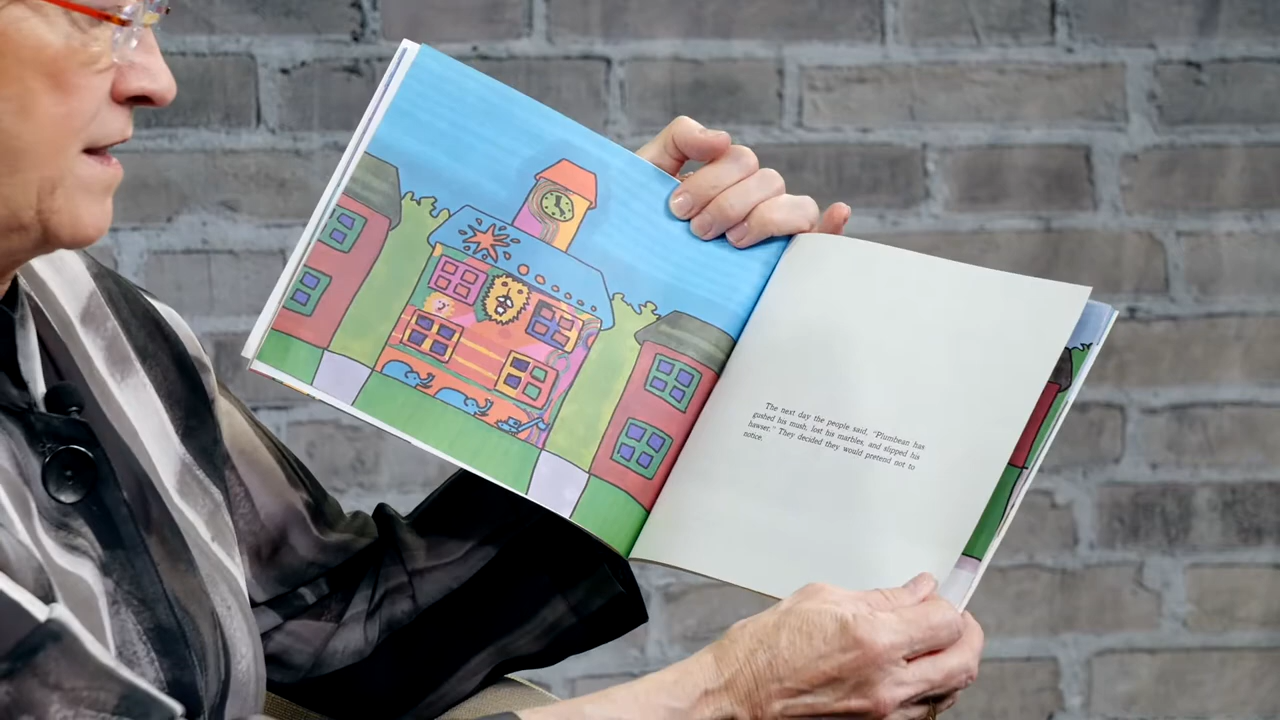 The next day the people said, "Plumbean has
gushed his mush, lost his marbles, and slipped his
hawser." They decided they would pretend not to
notice.